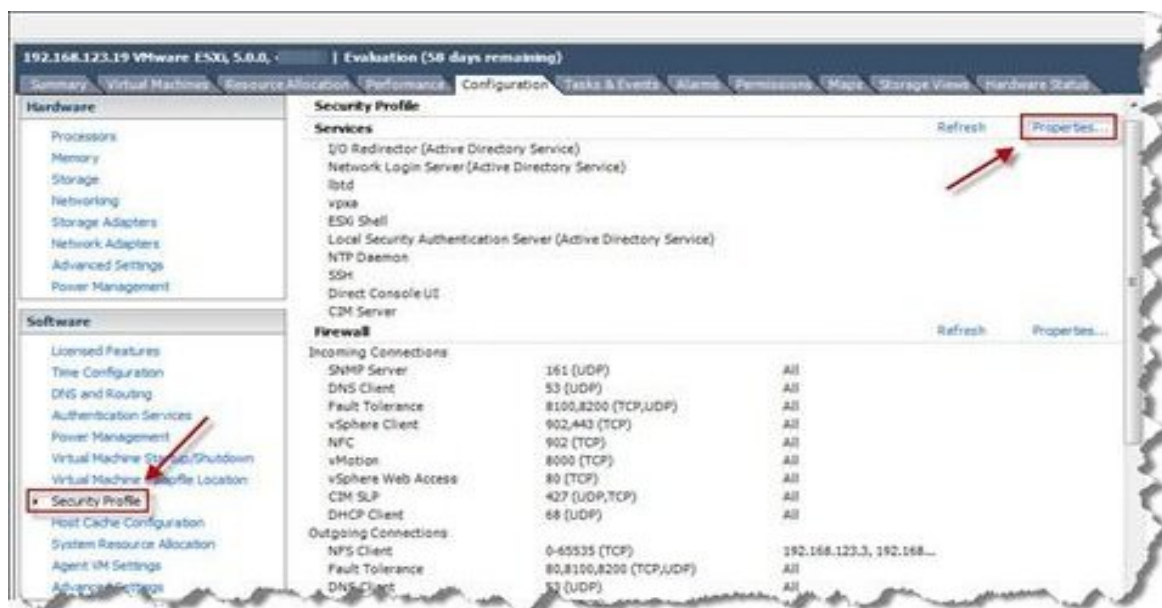 192.168.123.19 VMware ESXi, 5.0.0, | Evaluation (58 days remaining)
Summary Virtual Machines Resource Allocation Performance Configuration Tasks & Events Alarms Permissions Maps Storage Views Hardware Status
Hardware
Processors
Memory
Storage
Networking
Storage Adapters
Network Adapters
Advanced Settings
Power Management
Software
Licensed Features
Time Configuration
DNS and Routing
Authentication Services
Power Management
Virtual Machine Startup/Shutdown
Virtual Machine Swapfile Location
Security Profile
Host Cache Configuration
System Resource Allocation
Agent VM Settings
Advanced Settings
Security Profile
Services Refresh Properties...
I/O Redirector (Active Directory Service)
Network Login Server (Active Directory Service)
lbtd
vpxa
ESXi Shell
Local Security Authentication Server (Active Directory Service)
NTP Daemon
SSH
Direct Console UI
CIM Server
Firewall Refresh Properties...
Incoming Connections
SNMP Server 161 (UDP) All
DNS Client 53 (UDP) All
Fault Tolerance 8100,8200 (TCP,UDP) All
vSphere Client 902,443 (TCP) All
NFC 902 (TCP) All
vMotion 8000 (TCP) All
vSphere Web Access 80 (TCP) All
CIM SLP 427 (UDP,TCP) All
DHCP Client 68 (UDP) All
Outgoing Connections
NFS Client 0-65535 (TCP) 192.168.123.3, 192.168...
Fault Tolerance 80,8100,8200 (TCP,UDP) All
DNS Client 53 (UDP) All